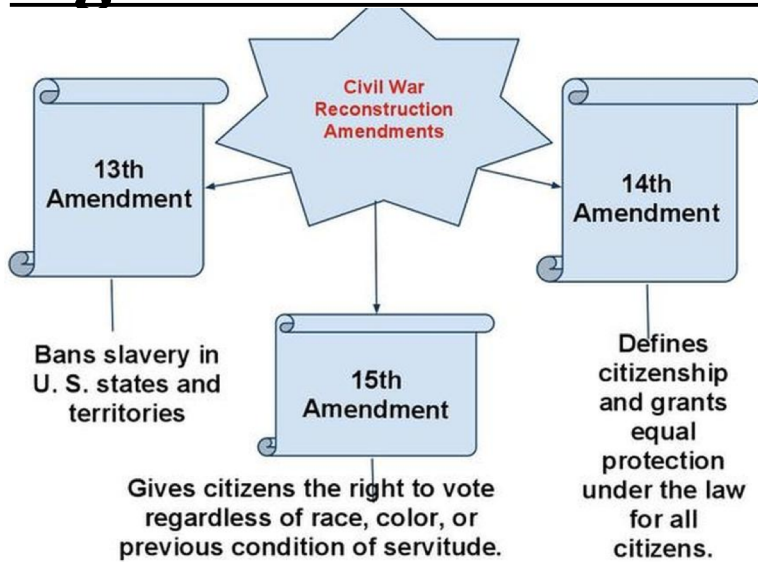 Civil War
Reconstruction
Amendments
13th
Amendment
Bans slavery in
U. S. states and
territories
15th
Amendment
Gives citizens the right to vote
regardless of race, color, or
previous condition of servitude.
14th
Amendment
Defines
citizenship
and grants
equal
protection
under the law
for all
citizens.